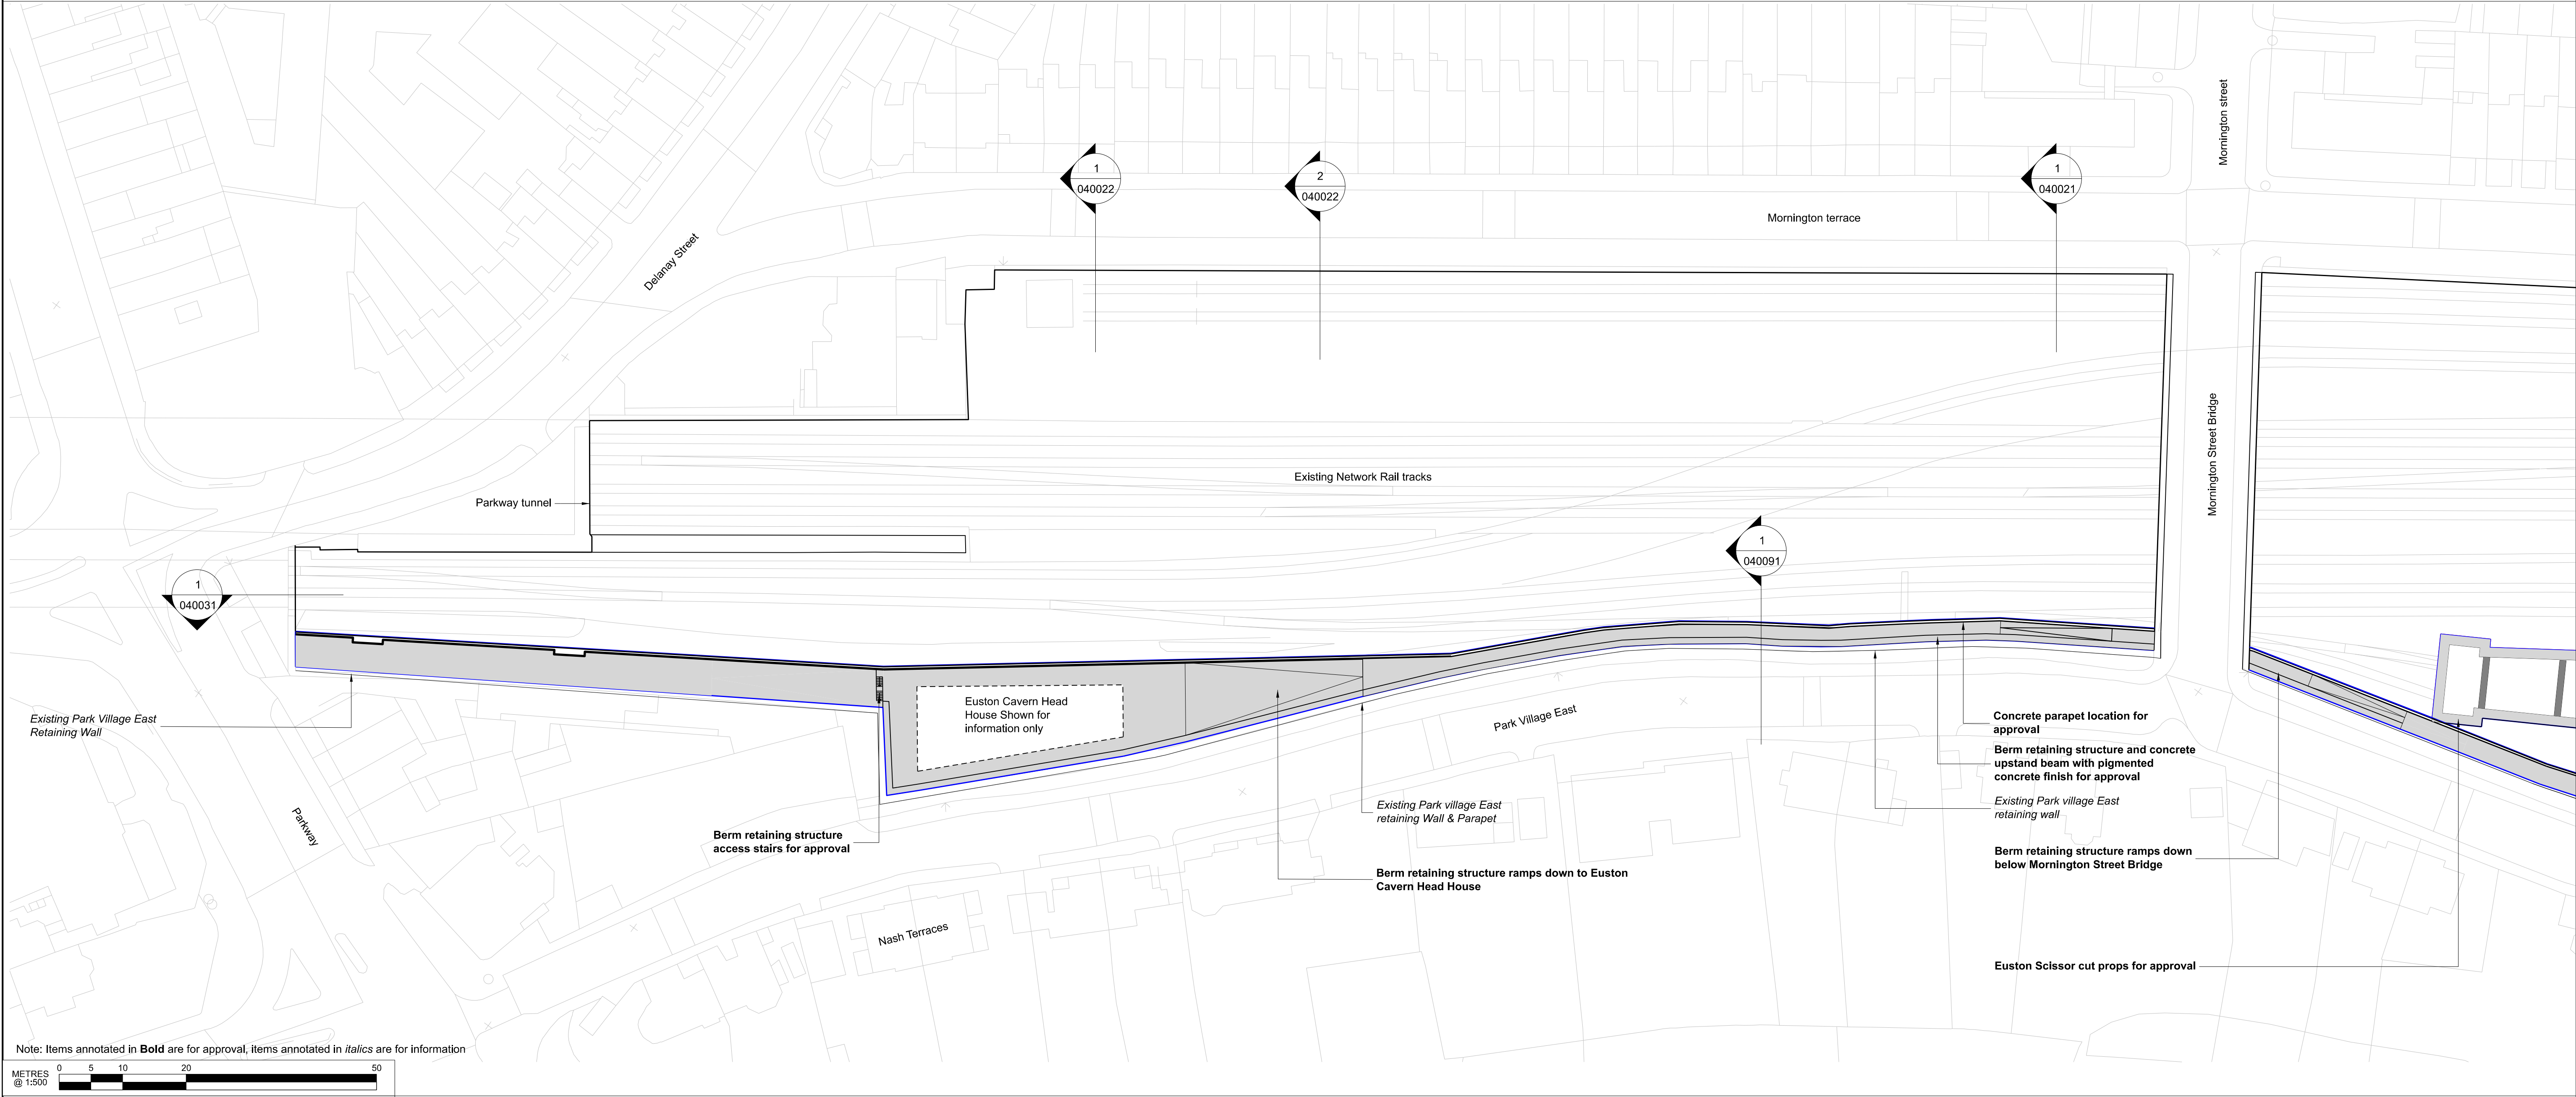 Mornington street
1
040022
2
040022
1
040021
Mornington terrace
Delanay Street
Mornington Street Bridge
Existing Network Rail tracks
Parkway tunnel
1
040091
1
040031
Existing Park Village East
Retaining Wall
Euston Cavern Head
House Shown for
information only
Park Village East
Concrete parapet location for
approval
Berm retaining structure and concrete
upstand beam with pigmented
concrete finish for approval
Existing Park village East
retaining wall
Existing Park village East
retaining Wall & Parapet
Parkway
Berm retaining structure
access stairs for approval
Berm retaining structure ramps down
below Mornington Street Bridge
Berm retaining structure ramps down to Euston
Cavern Head House
Nash Terraces
Euston Scissor cut props for approval
Note: Items annotated in Bold are for approval, items annotated in italics are for information
METRES
@ 1:500
0 5 10 20 50